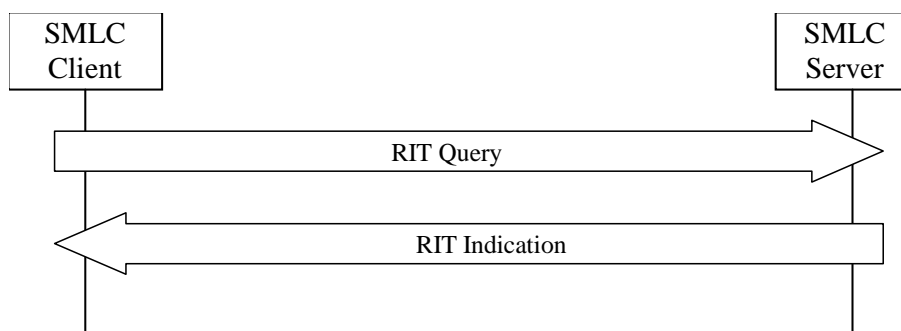 SMLC
Client
SMLC
Server
RIT Query
RIT Indication